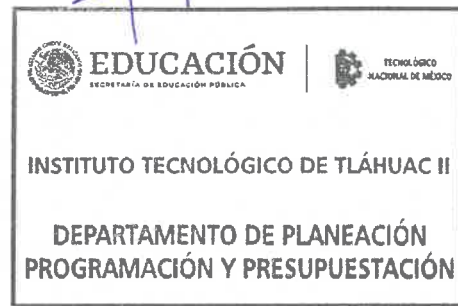 EDUCACIÓN
SECRETARÍA DE EDUCACIÓN PÚBLICA
TECNOLÓGICO
NACIONAL DE MÉXICO
INSTITUTO TECNOLÓGICO DE TLÁHUAC II
DEPARTAMENTO DE PLANEACIÓN
PROGRAMACIÓN Y PRESUPUESTACIÓN